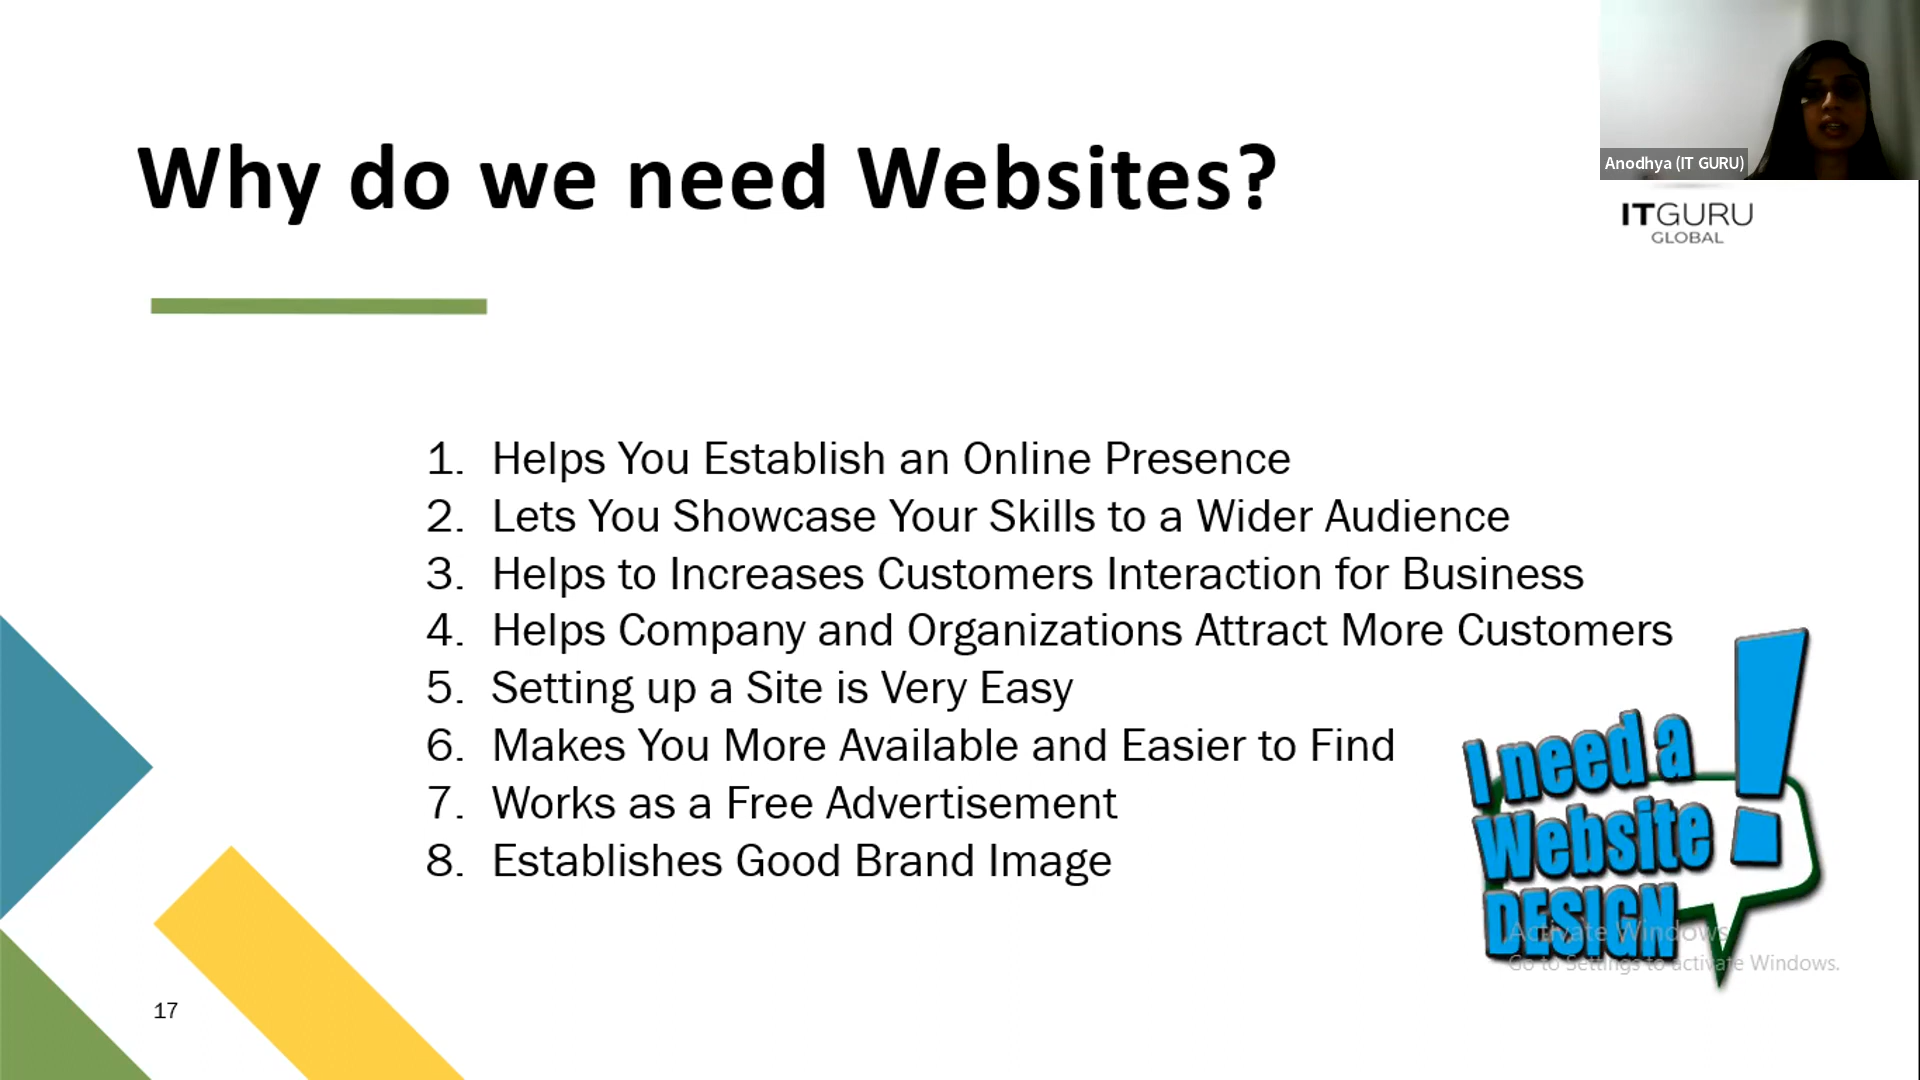 Why do we need Websites?
Anodhya (IT GURU)
ITGURU
GLOBAL
1. Helps You Establish an Online Presence
2. Lets You Showcase Your Skills to a Wider Audience
3. Helps to Increases Customers Interaction for Business
4. Helps Company and Organizations Attract More Customers
5. Setting up a Site is Very Easy
6. Makes You More Available and Easier to Find
7. Works as a Free Advertisement
8. Establishes Good Brand Image
I need a
Website
DESIGN
!
Activate Windows
Go to Settings to activate Windows.
17